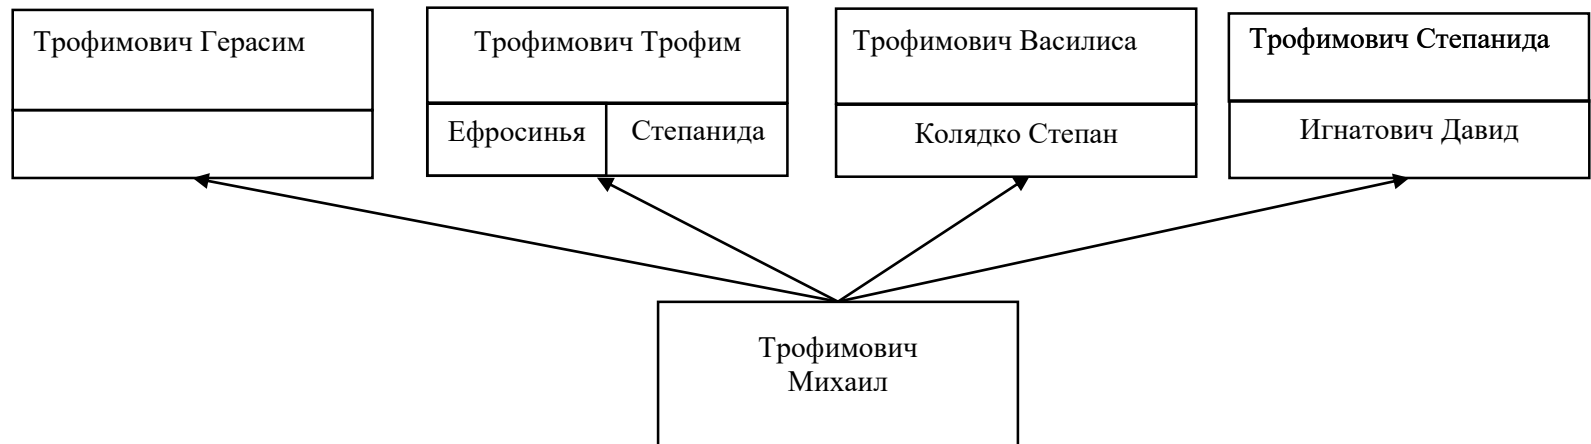 Трофимович Герасим
Трофимович Трофим
Трофимович Василиса
Трофимович Степанида
Ефросинья
Степанида
Колядко Степан
Игнатович Давид
Трофимович
Михаил